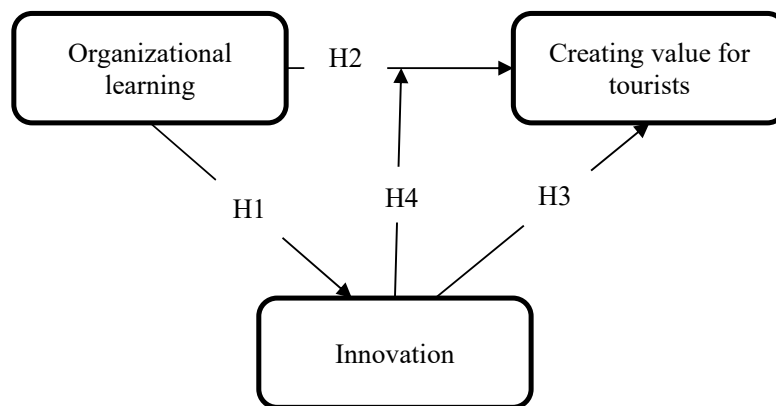 Organizational
learning
H2
Creating value for
tourists
H1
H4
H3
Innovation